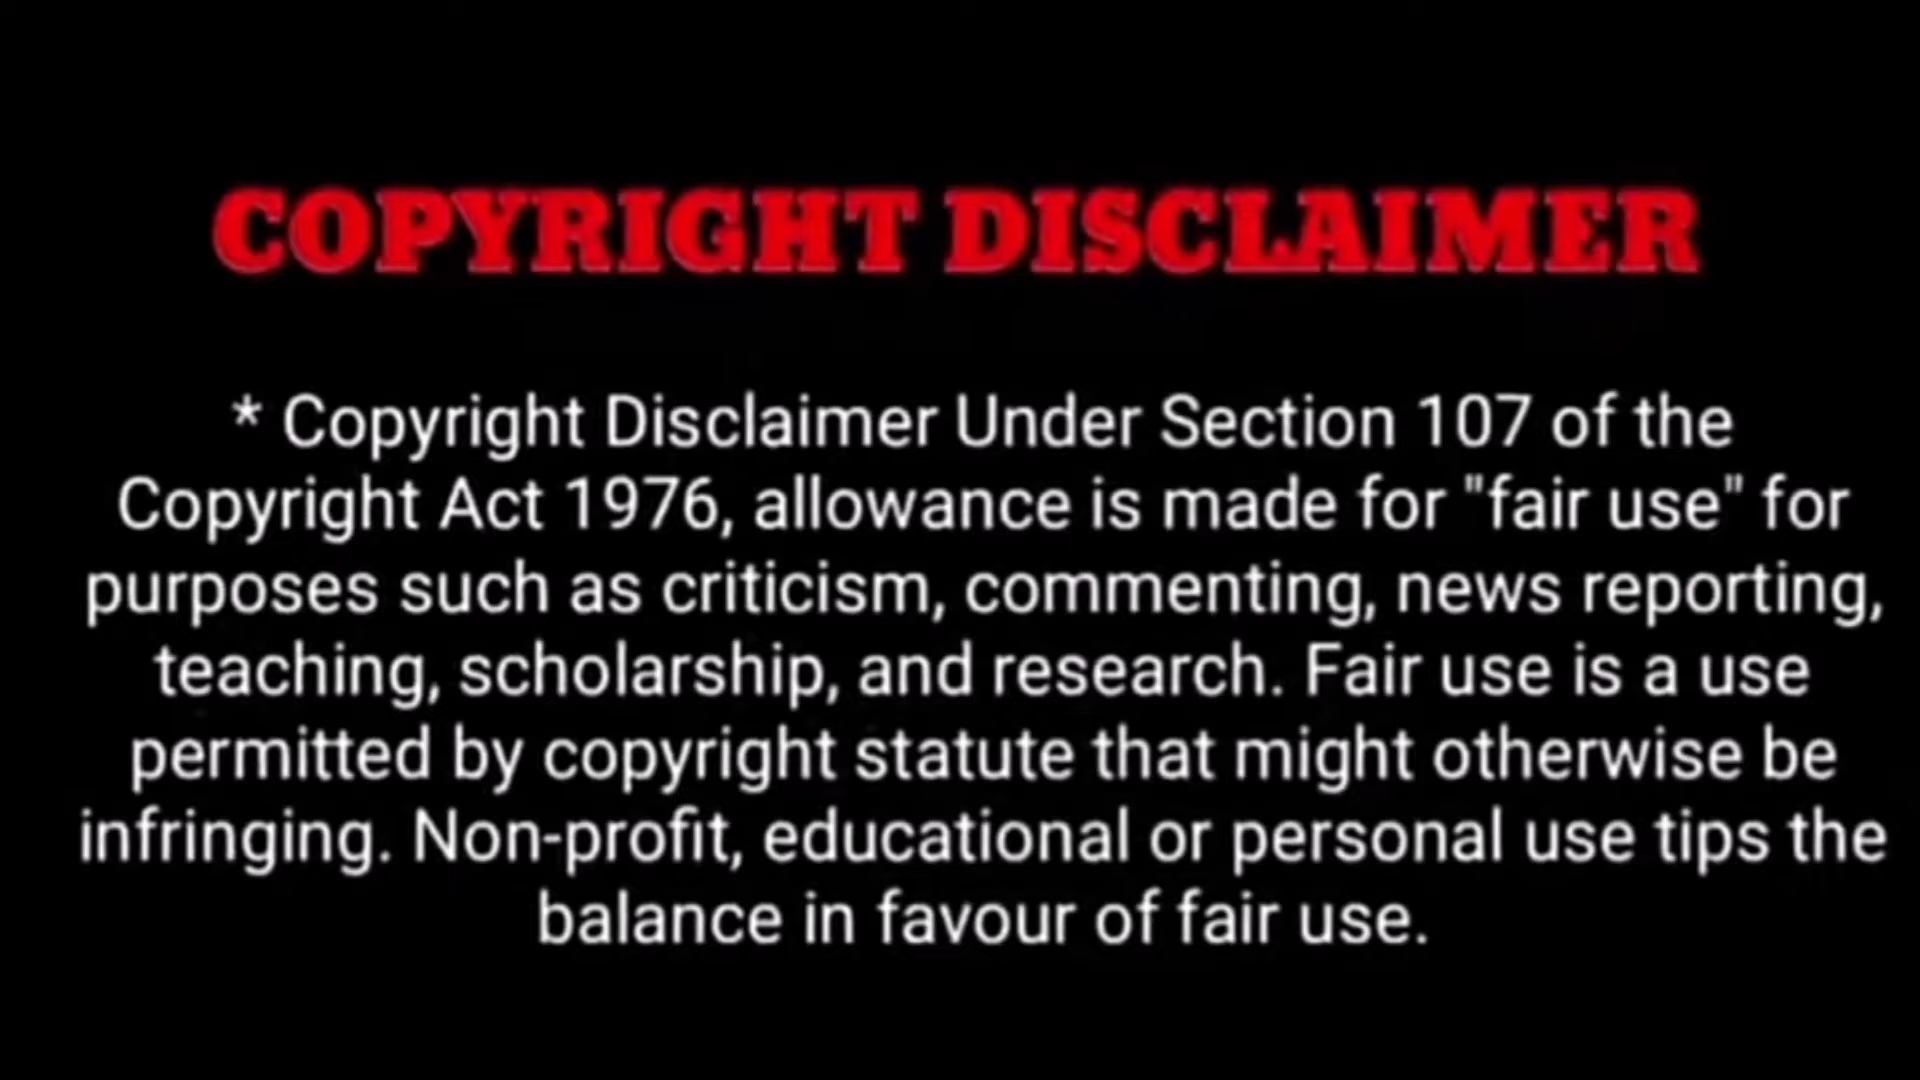 COPYRIGHT DISCLAIMER
* Copyright Disclaimer Under Section 107 of the
Copyright Act 1976, allowance is made for "fair use" for
purposes such as criticism, commenting, news reporting,
teaching, scholarship, and research. Fair use is a use
permitted by copyright statute that might otherwise be
infringing. Non-profit, educational or personal use tips the
balance in favour of fair use.